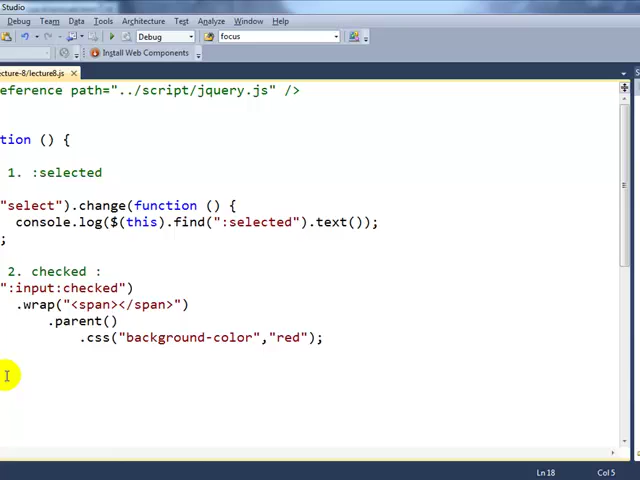 Studio
Debug Team Data Tools Architecture Test Analyze Window Help
Debug focus
Install Web Components
ecture-8/lecture8.js
eference path="../script/jquery.js" />
tion () {
1. :selected
"select").change(function () {
console.log($(this).find(":selected").text());
;
2. checked :
":input:checked")
.wrap("<span></span>")
.parent()
.css("background-color","red");
Ln 18 Col 5